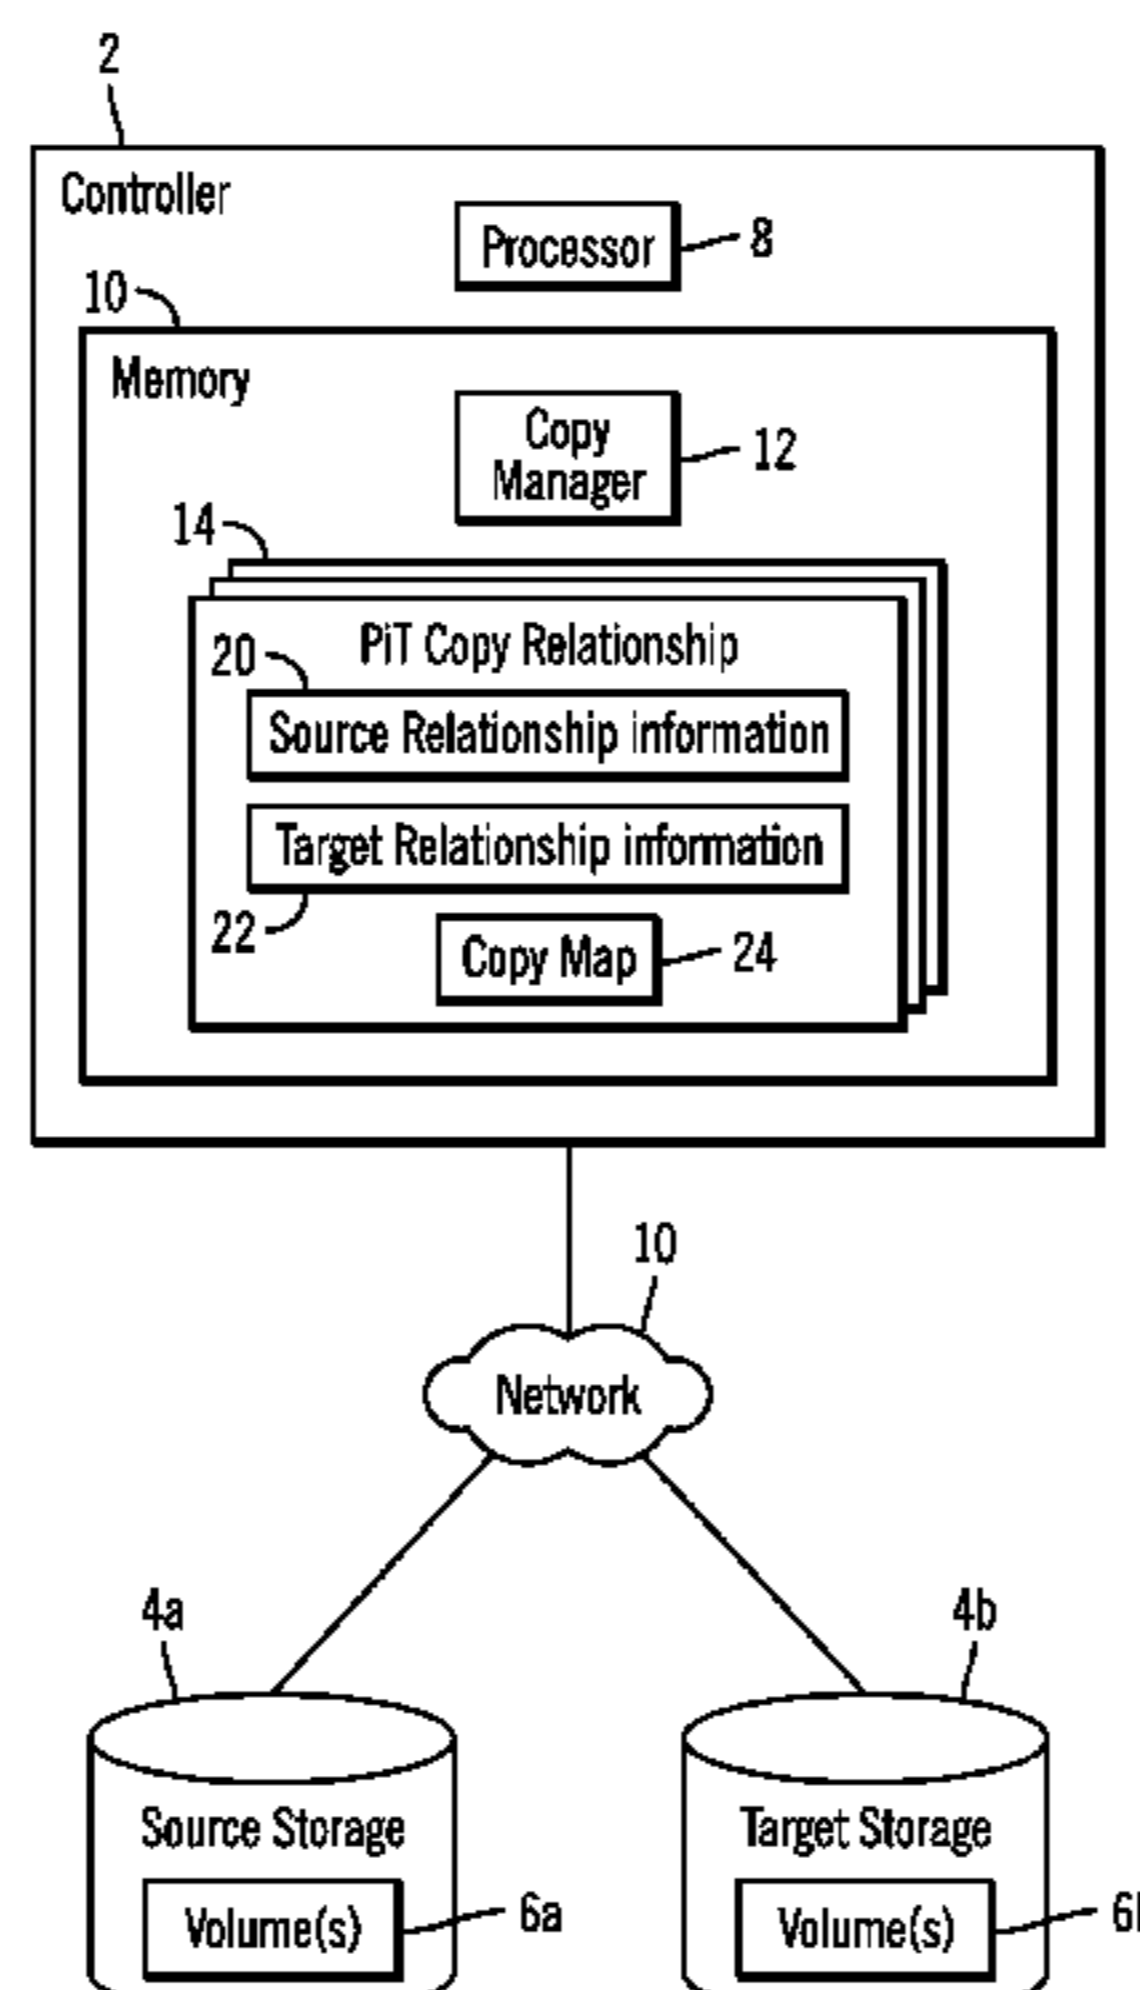 2
Controller
Processor
8
10
Memory
Copy
Manager
12
14
PiT Copy Relationship
20
Source Relationship information
Target Relationship information
22
Copy Map
24
10
Network
4a
4b
Source Storage
Target Storage
Volume(s)
6a
Volume(s)